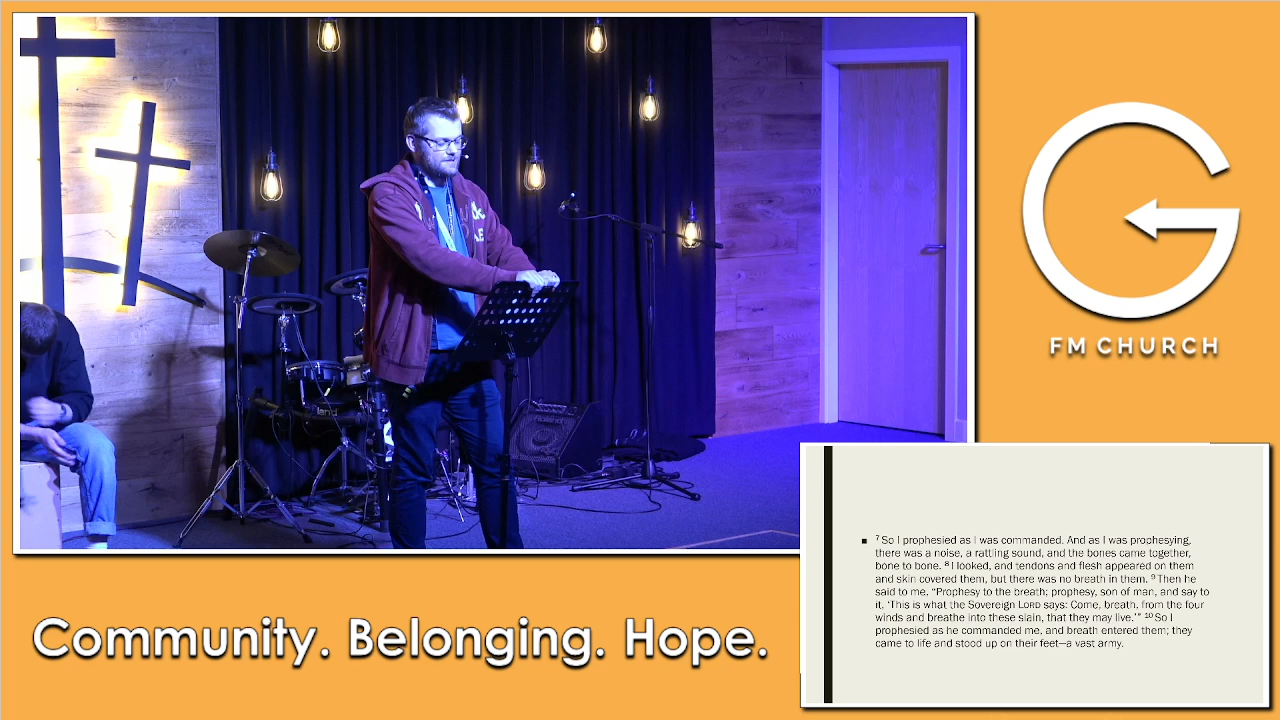 FM CHURCH
⁷ So I prophesied as I was commanded. And as I was prophesying,
there was a noise, a rattling sound, and the bones came together,
bone to bone. ⁸ I looked, and tendons and flesh appeared on them
and skin covered them, but there was no breath in them. ⁹ Then he
said to me, “Prophesy to the breath; prophesy, son of man, and say to
it, ‘This is what the Sovereign LORD says: Come, breath, from the four
winds and breathe into these slain, that they may live.’” ¹⁰ So I
prophesied as he commanded me, and breath entered them; they
came to life and stood up on their feet—a vast army.
Community. Belonging. Hope.